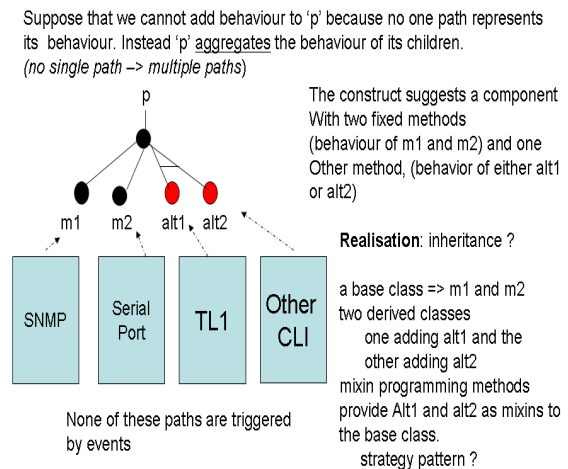 Suppose that we cannot add behaviour to 'p' because no one path represents
its behaviour. Instead 'p' aggregates the behaviour of its children.
(no single path –> multiple paths)
p
m1
m2
alt1
alt2
SNMP
Serial
Port
TL1
Other
CLI
None of these paths are triggered
by events
The construct suggests a component
With two fixed methods
(behaviour of m1 and m2) and one
Other method, (behavior of either alt1
or alt2)
Realisation: inheritance ?
a base class => m1 and m2
two derived classes
one adding alt1 and the
other adding alt2
mixin programming methods
provide Alt1 and alt2 as mixins to
the base class.
strategy pattern ?